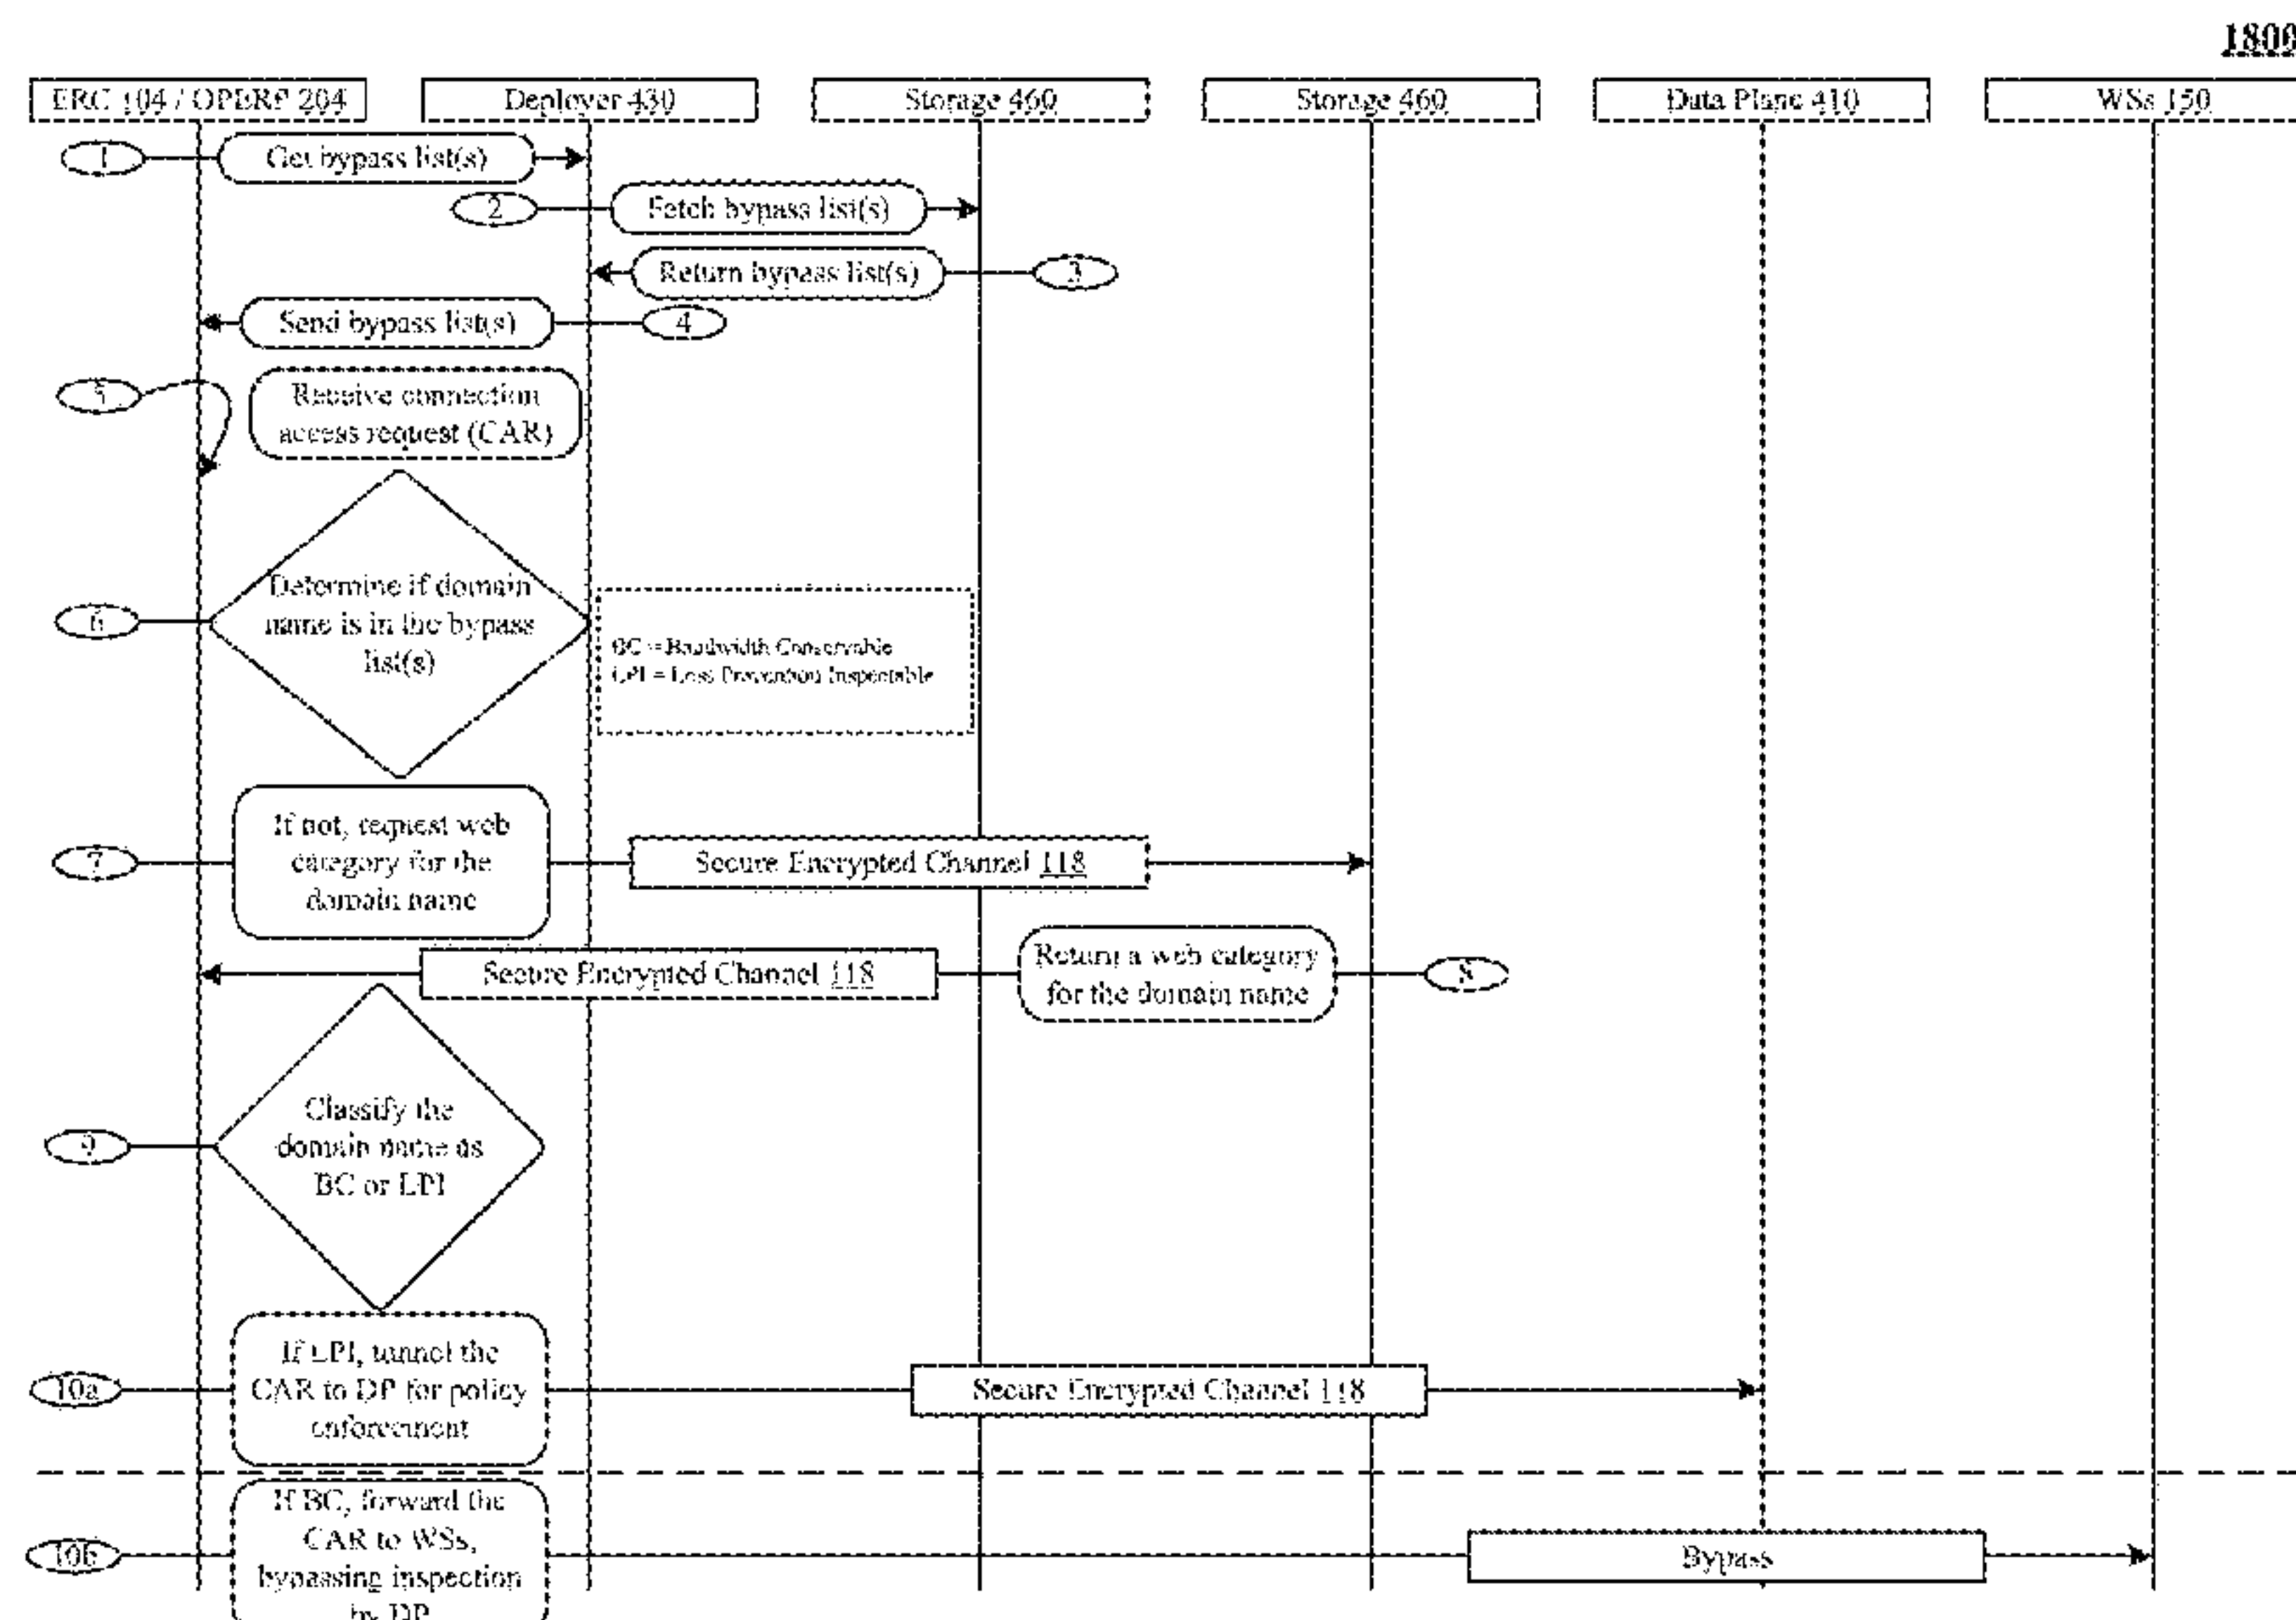 1800
ERC 104 / OPERP 204
Deployer 430
Storage 460
Storage 460
Data Plane 410
WSs 150
1
Get bypass list(s)
2
Fetch bypass list(s)
Return bypass list(s)
3
Send bypass list(s)
4
5
Receive connection
access request (CAR)
6
Determine if domain
name is in the bypass
list(s)
BC = Bandwidth Conservable
LPI = Loss Prevention Inspectable
7
If not, request web
category for the
domain name
Secure Encrypted Channel 118
Secure Encrypted Channel 118
Return a web category
for the domain name
8
9
Classify the
domain name as
BC or LPI
10a
If LPI, tunnel the
CAR to DP for policy
enforcement
Secure Encrypted Channel 118
10b
If BC, forward the
CAR to WSs,
bypassing inspection
by DP
Bypass